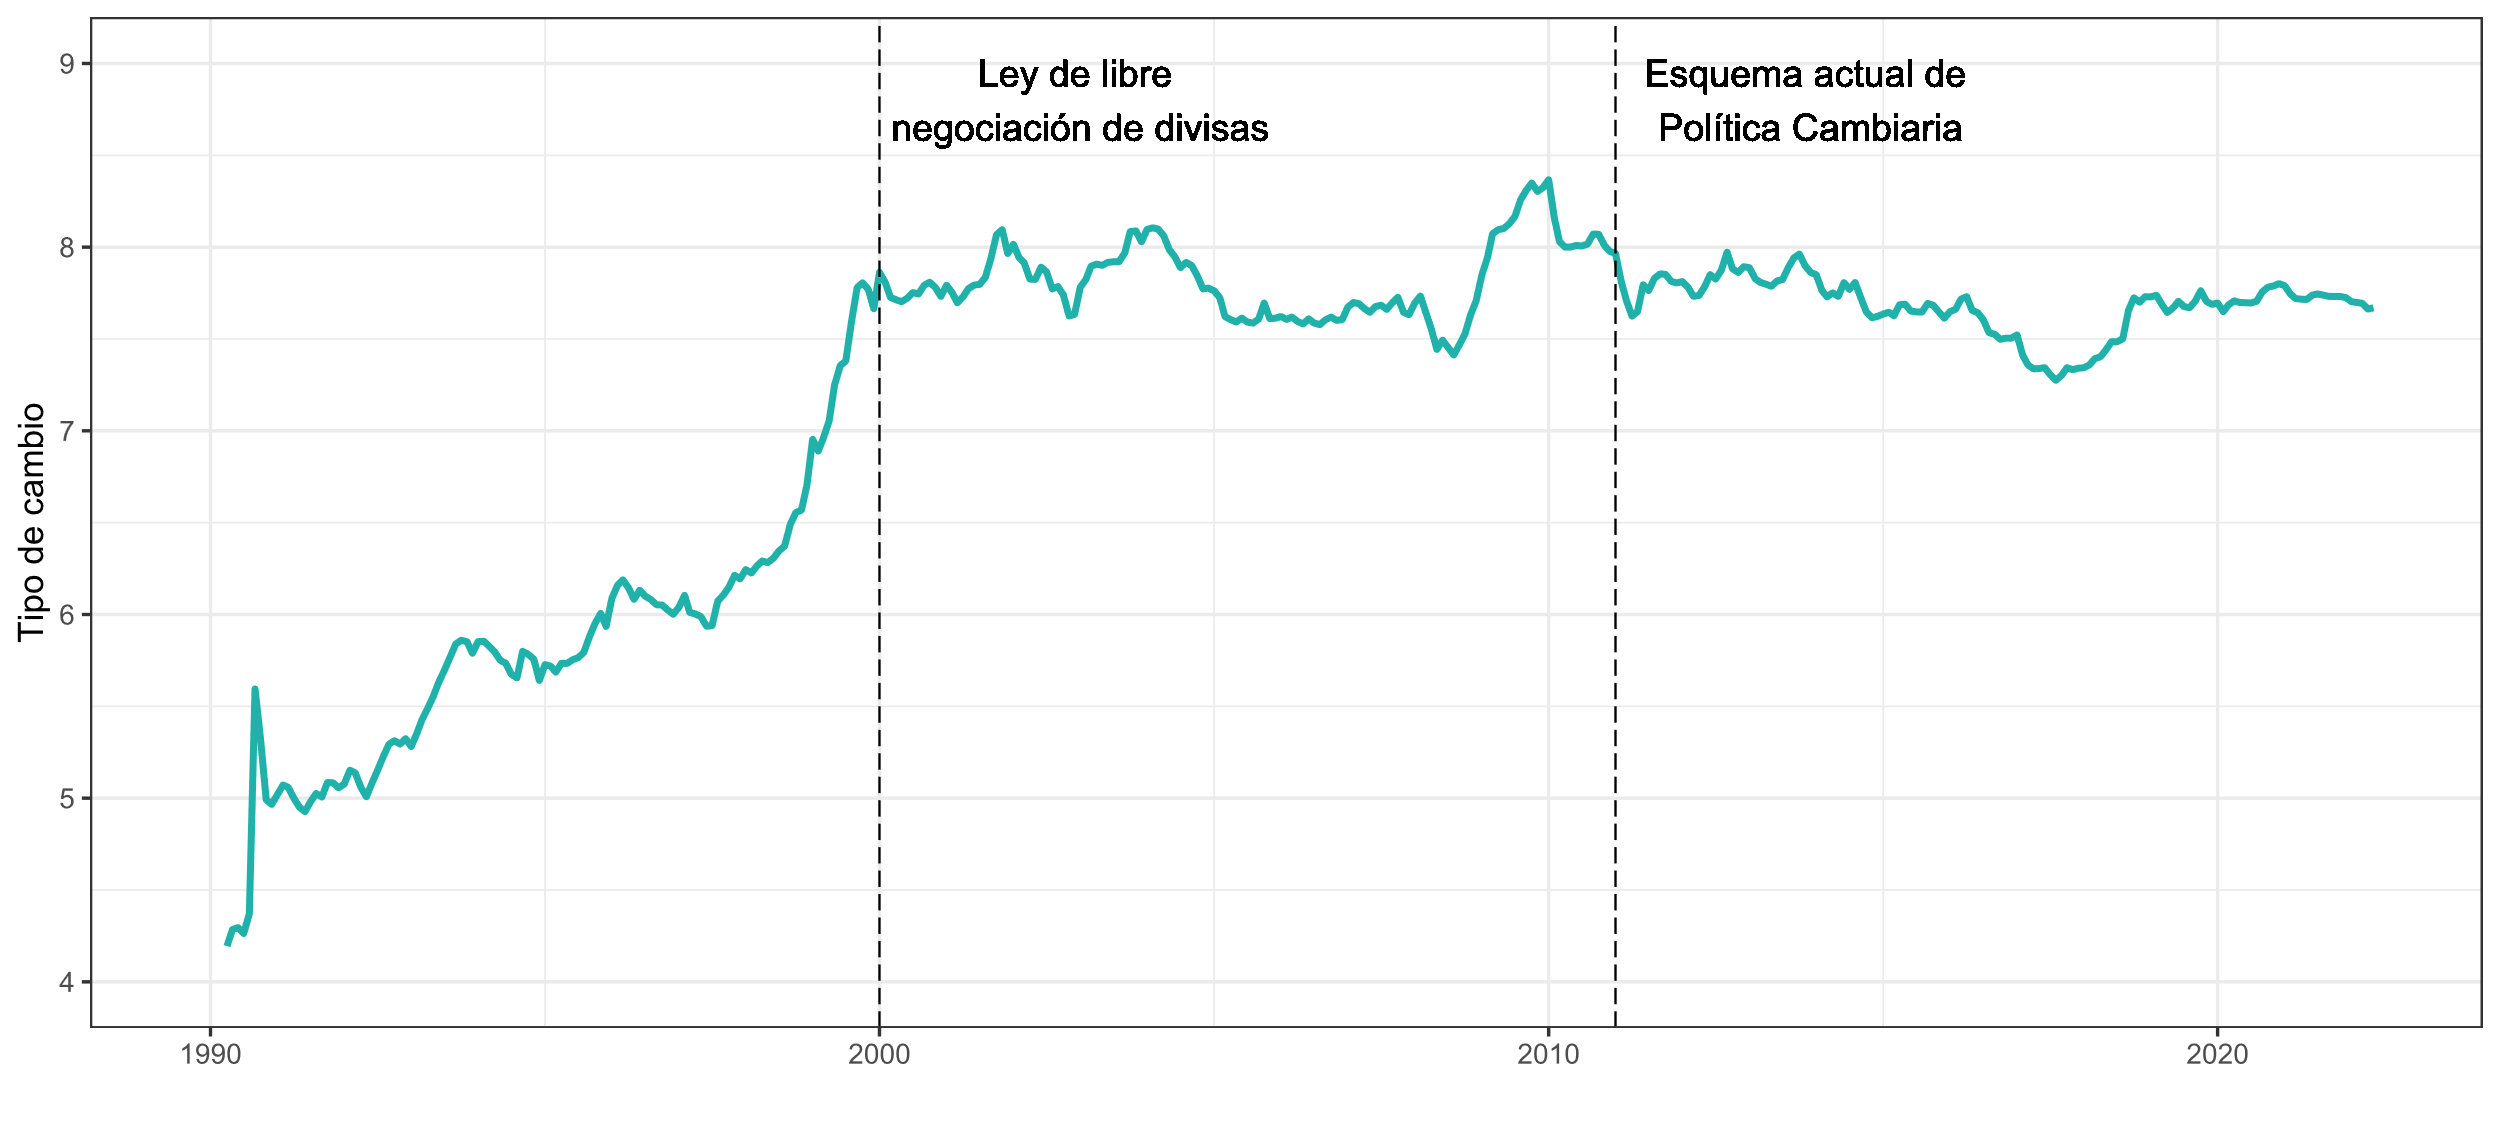 Ley de libre
negociación de divisas
Esquema actual de
Política Cambiaria
Tipo de cambio
9
8
7
6
5
4
1990
2000
2010
2020